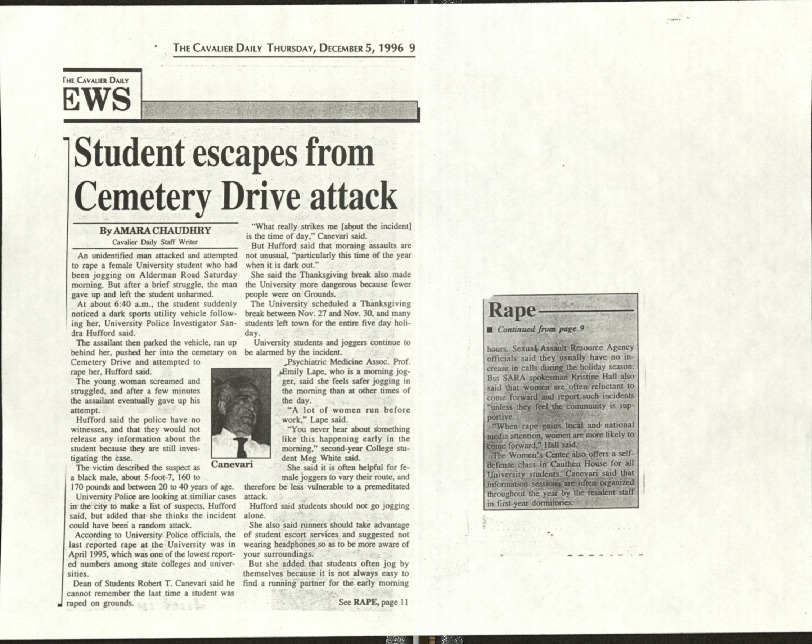 THE CAVALIER DAILY THURSDAY, DECEMBER 5, 1996 9
THE CAVALIER DAILY
EWS
Student escapes from
Cemetery Drive attack
By AMARA CHAUDHRY
Cavalier Daily Staff Writer
An unidentified man attacked and attempted
to rape a female University student who had
been jogging on Alderman Road Saturday
morning. But after a brief struggle, the man
gave up and left the student unharmed.
At about 6:40 a.m., the student suddenly
noticed a dark sports utility vehicle follow-
ing her, University Police Investigator San-
dra Hufford said.
The assailant then parked the vehicle, ran up
behind her, pushed her into the cemetary on
Cemetery Drive and attempted to
rape her, Hufford said.
The young woman screamed and
struggled, and after a few minutes
the assailant eventually gave up his
attempt.
Hufford said the police have no
witnesses, and that they would not
release any information about the
student because they are still inves-
tigating the case.
The victim described the suspect as
a black male, about 5-foot-7, 160 to
170 pounds and between 20 to 40 years of age.
University Police are looking at similiar cases
in the city to make a list of suspects, Hufford
said, but added that she thinks the incident
could have been a random attack.
According to University Police officials, the
last reported rape at the University was in
April 1995, which was one of the lowest report-
ed numbers among state colleges and univer-
sities.
Dean of Students Robert T. Canevari said he
cannot remember the last time a student was
raped on grounds.
"What really strikes me [about the incident]
is the time of day," Canevari said.
But Hufford said that morning assaults are
not unusual, "particularly this time of the year
when it is dark out."
She said the Thanksgiving break also made
the University more dangerous because fewer
people were on Grounds.
The University scheduled a Thanksgiving
break between Nov. 27 and Nov. 30, and many
students left town for the entire five day holi-
day.
University students and joggers continue to
be alarmed by the incident.
Psychiatric Medicine Assoc. Prof.
Emily Lape, who is a morning jog-
ger, said she feels safer jogging in
the morning than at other times of
the day.
"A lot of women run before
work," Lape said.
"You never hear about something
like this happening early in the
morning," second-year College stu-
dent Meg White said.
She said it is often helpful for fe-
male joggers to vary their route, and
therefore be less vulnerable to a premeditated
attack.
Hufford said students should not go jogging
alone.
She also said runners should take advantage
of student escort services and suggested not
wearing headphones so as to be more aware of
your surroundings.
But she added that students often jog by
themselves because it is not always easy to
find a running partner for the early morning
See RAPE, page 11
Canevari
Rape
■ Continued from page 9
hours. Sexual Assault Resource Agency
officials said they usually have no in-
crease in calls during the holiday season.
But SARA spokesman Kristine Hall also
said that women are often reluctant to
come forward and report such incidents
"unless they feel the community is sup-
portive."
"When rape gains local and national
media attention, women are more likely to
come forward," Hall said.
The Women's Center also offers a self-
defense class in Cauthen House for all
University students. Canevari said that
information sessions are often organized
throughout the year by the resident staff
in first-year dormitories.